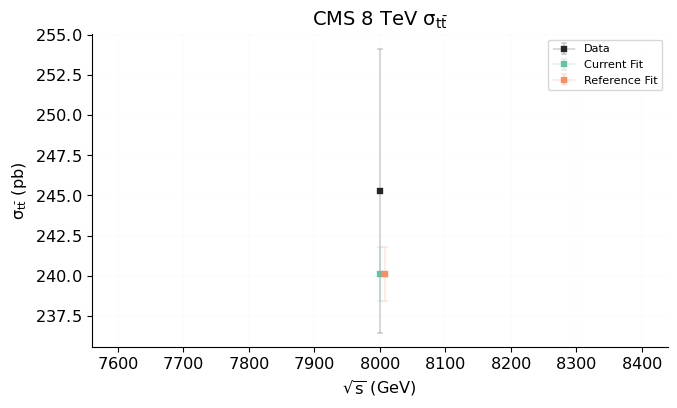 CMS 8 TeV σtt̄
255.0
252.5
250.0
247.5
245.0
242.5
240.0
237.5
σtt̄ (pb)
Data
Current Fit
Reference Fit
7600 7700 7800 7900 8000 8100 8200 8300 8400
√s (GeV)